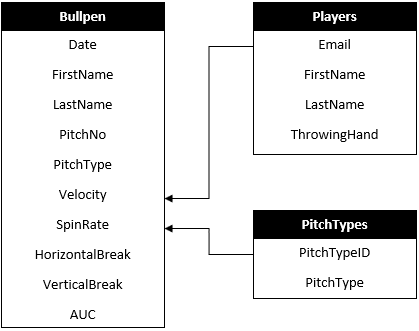 Bullpen
Date
FirstName
LastName
PitchNo
PitchType
Velocity
SpinRate
HorizontalBreak
VerticalBreak
AUC
Players
Email
FirstName
LastName
ThrowingHand
PitchTypes
PitchTypeID
PitchType